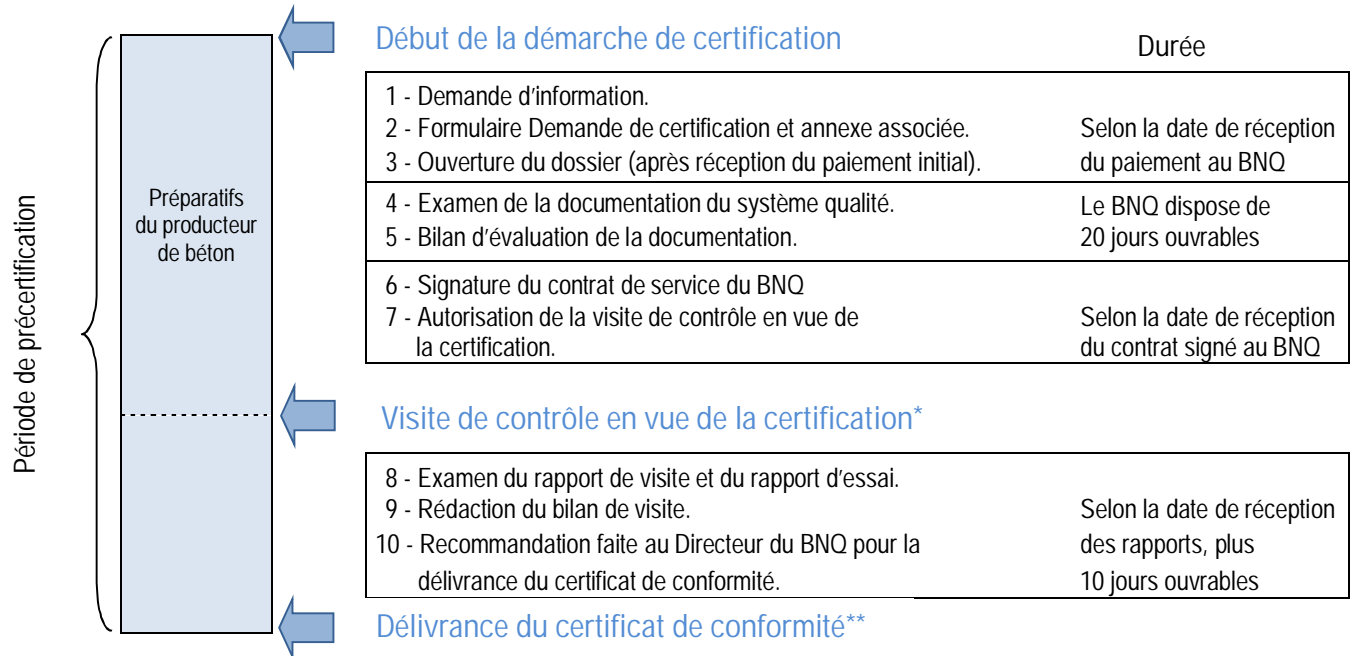 Début de la démarche de certification
Durée
1 - Demande d'information.
2 - Formulaire Demande de certification et annexe associée.
Selon la date de réception
3 - Ouverture du dossier (après réception du paiement initial).
du paiement au BNQ
Période de précertification
Préparatifs
du producteur
de béton
4 - Examen de la documentation du système qualité.
Le BNQ dispose de
5 - Bilan d'évaluation de la documentation.
20 jours ouvrables
6 - Signature du contrat de service du BNQ
7 - Autorisation de la visite de contrôle en vue de
Selon la date de réception
la certification.
du contrat signé au BNQ
Visite de contrôle en vue de la certification*
8 - Examen du rapport de visite et du rapport d'essai.
9 - Rédaction du bilan de visite.
Selon la date de réception
10 - Recommandation faite au Directeur du BNQ pour la
des rapports, plus
délivrance du certificat de conformité.
10 jours ouvrables
Délivrance du certificat de conformité**